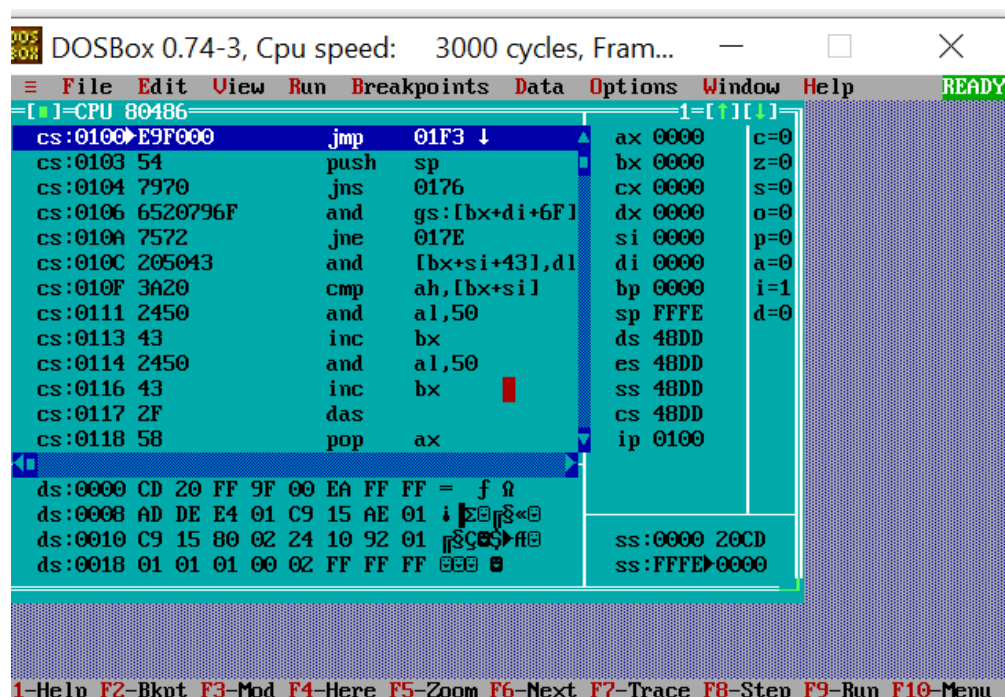 DOSBox 0.74-3, Cpu speed: 3000 cycles, Fram...
≡ File Edit View Run Breakpoints Data Options Window Help READY
=[■]=CPU 80486 1=[↑][↓]=
cs:0100►E9F000 jmp 01F3 ↓ ax 0000 c=0
cs:0103 54 push sp bx 0000 z=0
cs:0104 7970 jns 0176 cx 0000 s=0
cs:0106 6520796F and gs:[bx+di+6F] dx 0000 o=0
cs:010A 7572 jne 017E si 0000 p=0
cs:010C 205043 and [bx+si+43],dl di 0000 a=0
cs:010F 3A20 cmp ah,[bx+si] bp 0000 i=1
cs:0111 2450 and al,50 sp FFFE d=0
cs:0113 43 inc bx ds 48DD
cs:0114 2450 and al,50 es 48DD
cs:0116 43 inc bx ss 48DD
cs:0117 2F das cs 48DD
cs:0118 58 pop ax ip 0100
ds:0000 CD 20 FF 9F 00 EA FF FF = ƒ Ω
ds:0008 AD DE E4 01 C9 15 AE 01 ¡▐Σ☺╔§«☺
ds:0010 C9 15 80 02 24 10 92 01 ╔§Ç☻$►Æ☺ ss:0000 20CD
ds:0018 01 01 01 00 02 FF FF FF ☺☺☺ ☻ ss:FFFE►0000
1-Help F2-Bkpt F3-Mod F4-Here F5-Zoom F6-Next F7-Trace F8-Step F9-Run F10-Menu